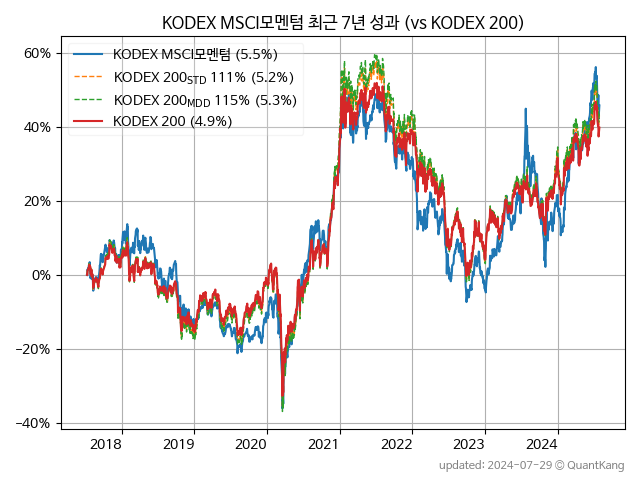 KODEX MSCI모멘텀 최근 7년 성과 (vs KODEX 200)
KODEX MSCI모멘텀 (5.5%)
KODEX 200STD 111% (5.2%)
KODEX 200MDD 115% (5.3%)
KODEX 200 (4.9%)
60%
40%
20%
0%
−20%
−40%
2018 2019 2020 2021 2022 2023 2024
updated: 2024-07-29 © QuantKang